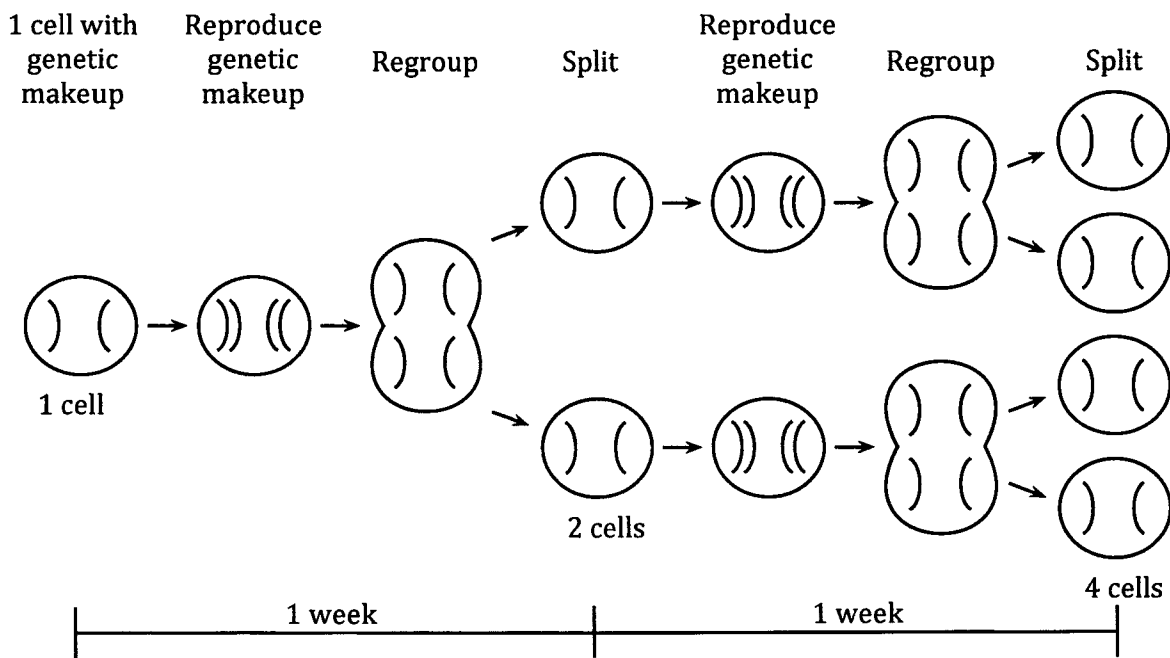 1 cell with
genetic
makeup
Reproduce
genetic
makeup
Regroup
Split
Reproduce
genetic
makeup
Regroup
Split
1 cell
2 cells
4 cells
1 week
1 week